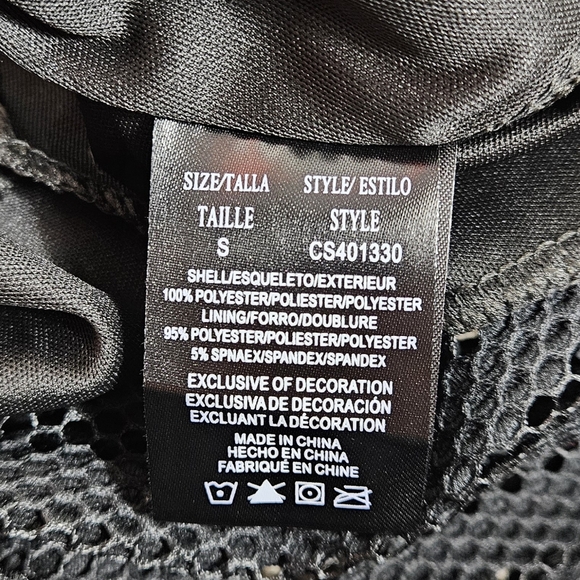 SIZE/TALLA STYLE/ ESTILO
TAILLE STYLE
S CS401330
SHELL/ESQUELETO/EXTERIEUR
100% POLYESTER/POLIESTER/POLYESTER
LINING/FORRO/DOUBLURE
95% POLYESTER/POLIESTER/POLYESTER
5% SPNAEX/SPANDEX/SPANDEX
EXCLUSIVE OF DECORATION
EXCLUSIVA DE DECORACIÓN
EXCLUANT LA DÉCORATION
MADE IN CHINA
HECHO EN CHINA
FABRIQUÉ EN CHINE